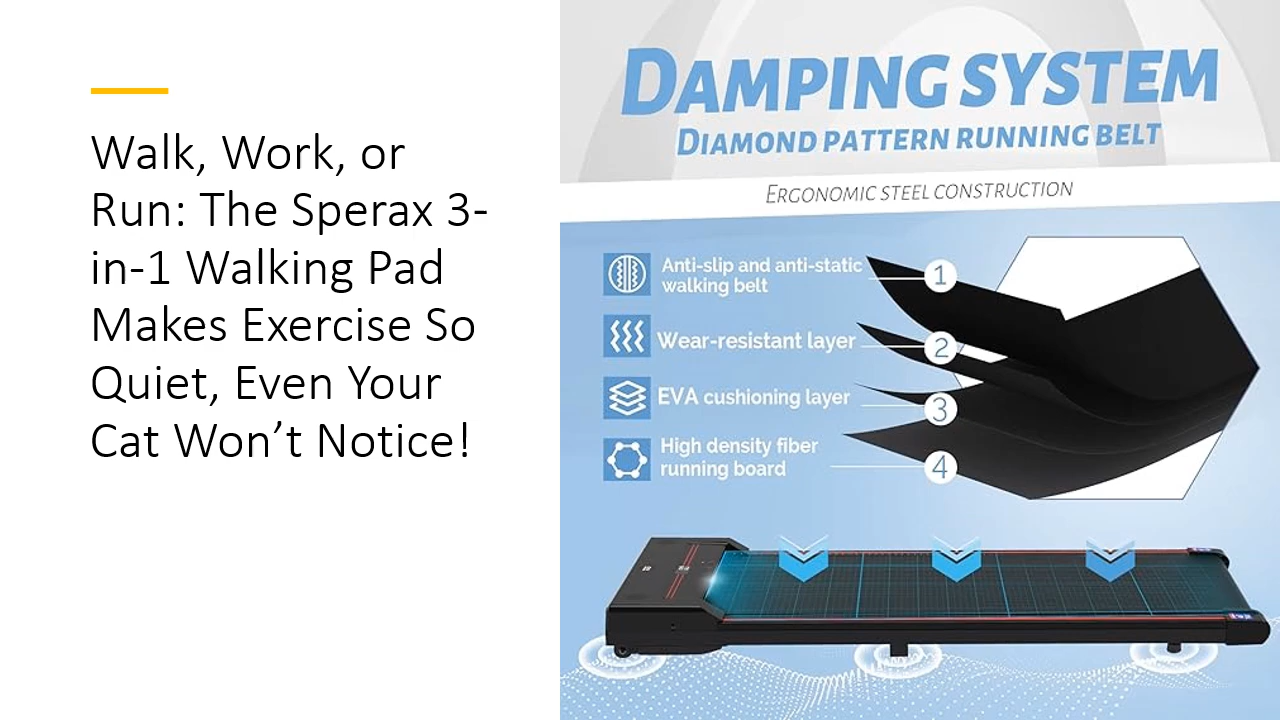 Walk, Work, or
Run: The Sperax 3-
in-1 Walking Pad
Makes Exercise So
Quiet, Even Your
Cat Won’t Notice!
DAMPING SYSTEM
DIAMOND PATTERN RUNNING BELT
ERGONOMIC STEEL CONSTRUCTION
Anti-slip and anti-static
walking belt
1
Wear-resistant layer
2
EVA cushioning layer
3
High density fiber
running board
4